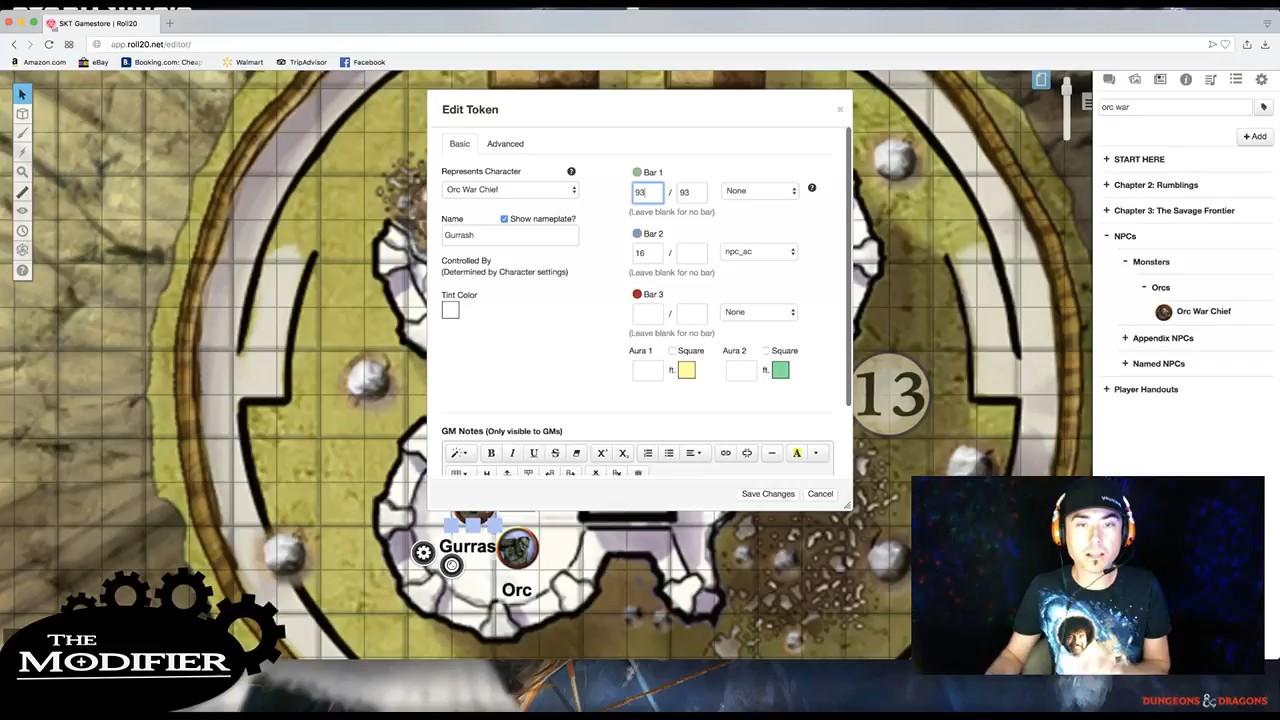 SKT Gamestore | Roll20
app.roll20.net/editor/
Amazon.com eBay Booking.com: Cheap Walmart TripAdvisor Facebook
Edit Token
Basic Advanced
Represents Character
Orc War Chief
Name Show nameplate?
Gurrash
Controlled By
(Determined by Character settings)
Tint Color
Bar 1
93 / 93 None
(Leave blank for no bar)
Bar 2
16 / npc_ac
(Leave blank for no bar)
Bar 3
/ None
(Leave blank for no bar)
Aura 1 Square Aura 2 Square
ft. ft.
GM Notes (Only visible to GMs)
Save Changes Cancel
orc war
+ Add
+ START HERE
+ Chapter 2: Rumblings
+ Chapter 3: The Savage Frontier
- NPCs
- Monsters
- Orcs
Orc War Chief
+ Appendix NPCs
+ Named NPCs
+ Player Handouts
13
Gurras
Orc
THE
MODIFIER
DUNGEONS & DRAGONS